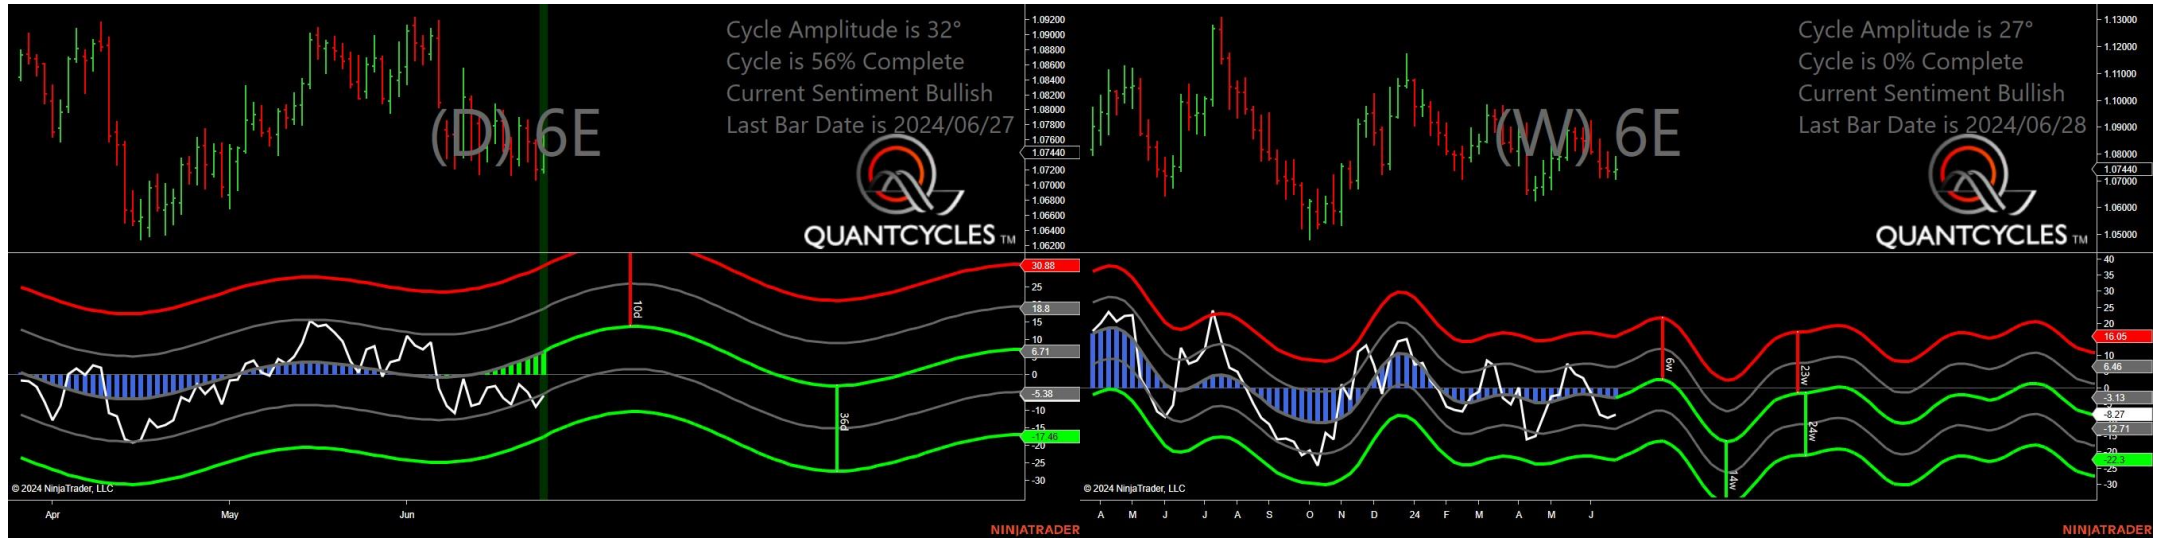 Cycle Amplitude is 32°
Cycle is 56% Complete
Current Sentiment Bullish
Last Bar Date is 2024/06/27
(D) 6E
QUANTCYCLES TM
1.09200
1.09000
1.08800
1.08600
1.08400
1.08200
1.08000
1.07800
1.07600
1.07440
1.07200
1.07000
1.06800
1.06600
1.06400
1.06200
30.88
25
18.8
15
10
6.71
0
-5.38
-10
-15
-17.46
-20
-25
-30
10d
36d
© 2024 NinjaTrader, LLC
Apr May Jun
NINJATRADER
Cycle Amplitude is 27°
Cycle is 0% Complete
Current Sentiment Bullish
Last Bar Date is 2024/06/28
(W) 6E
QUANTCYCLES TM
1.13000
1.12000
1.11000
1.10000
1.09000
1.08000
1.07440
1.07000
1.06000
1.05000
40
35
30
25
20
16.05
10
6.46
0
-3.13
-8.27
-12.71
-15
-20
-22.3
-25
-30
6w
14w
23w
24w
© 2024 NinjaTrader, LLC
A M J J A S O N D 24 F M A M J
NINJATRADER